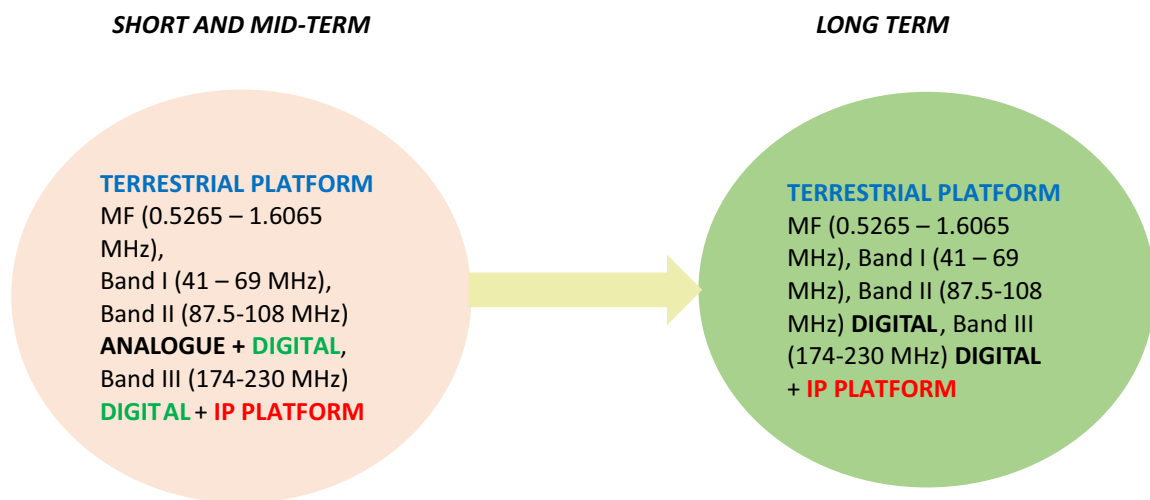 SHORT AND MID-TERM
LONG TERM
TERRESTRIAL PLATFORM
MF (0.5265 – 1.6065
MHz),
Band I (41 – 69 MHz),
Band II (87.5-108 MHz)
ANALOGUE + DIGITAL,
Band III (174-230 MHz)
DIGITAL + IP PLATFORM
TERRESTRIAL PLATFORM
MF (0.5265 – 1.6065
MHz), Band I (41 – 69
MHz), Band II (87.5-108
MHz) DIGITAL, Band III
(174-230 MHz) DIGITAL
+ IP PLATFORM